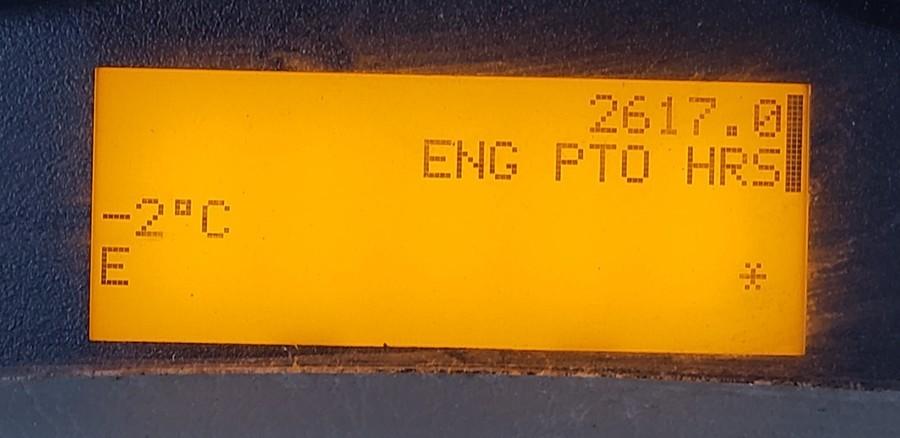 2617.0
ENG PTO HRS
-2°C
E *